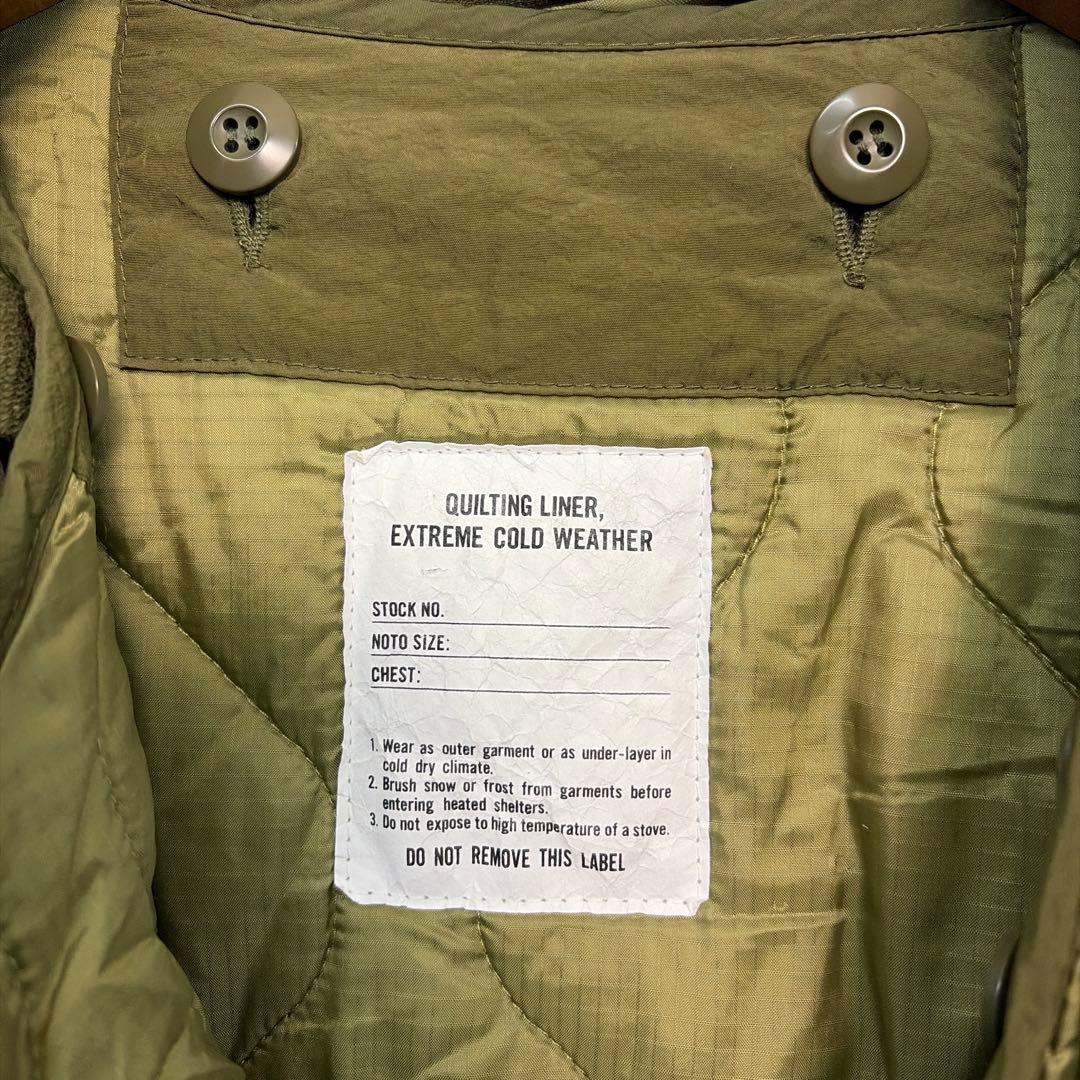 QUILTING LINER,
EXTREME COLD WEATHER
STOCK NO.
NOTO SIZE:
CHEST:
1. Wear as outer garment or as under-layer in
cold dry climate.
2. Brush snow or frost from garments before
entering heated shelters.
3. Do not expose to high temperature of a stove.
DO NOT REMOVE THIS LABEL